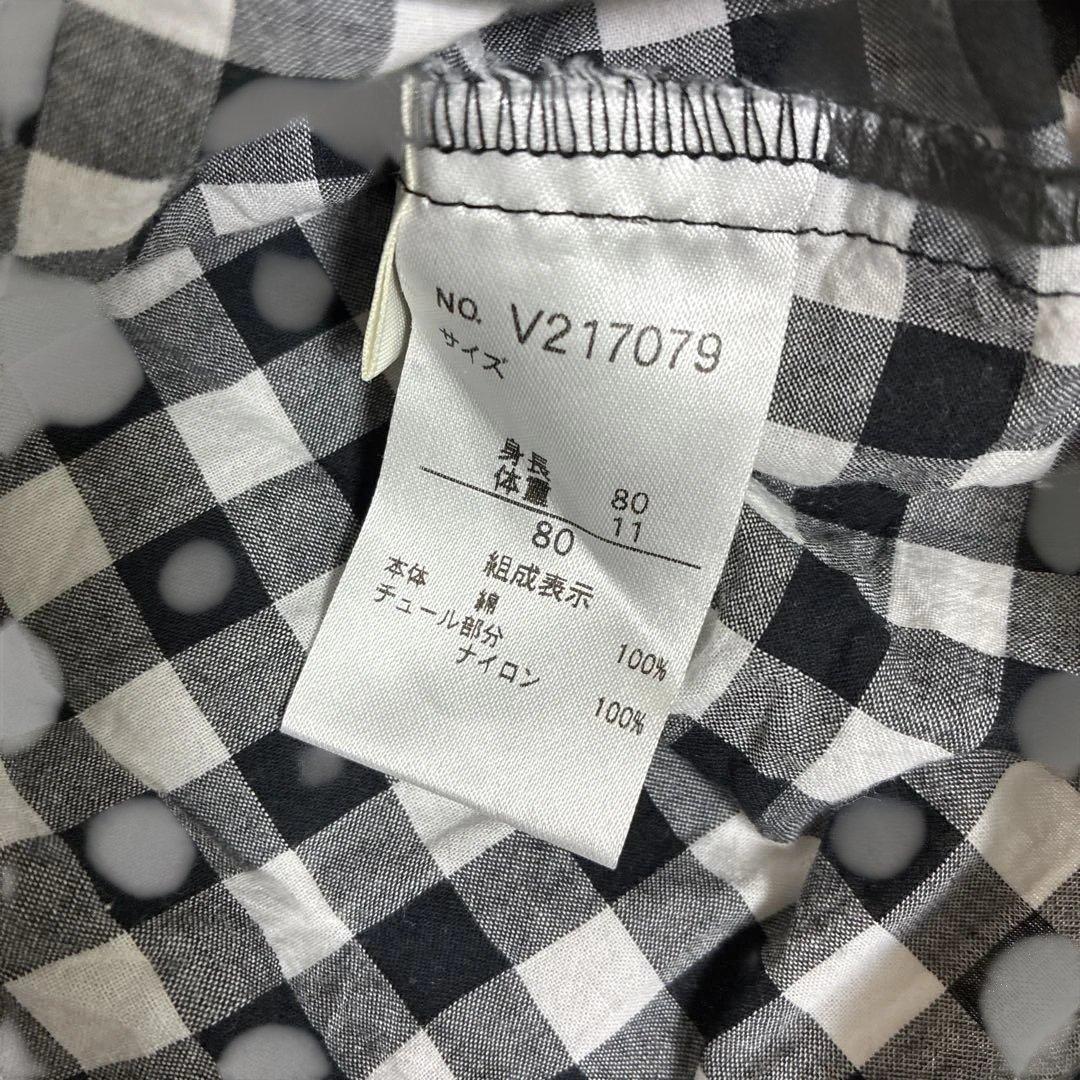 NO. V217079
サイズ
身長 80
体重 11
80
組成表示
本体
綿 100%
チュール部分
ナイロン 100%